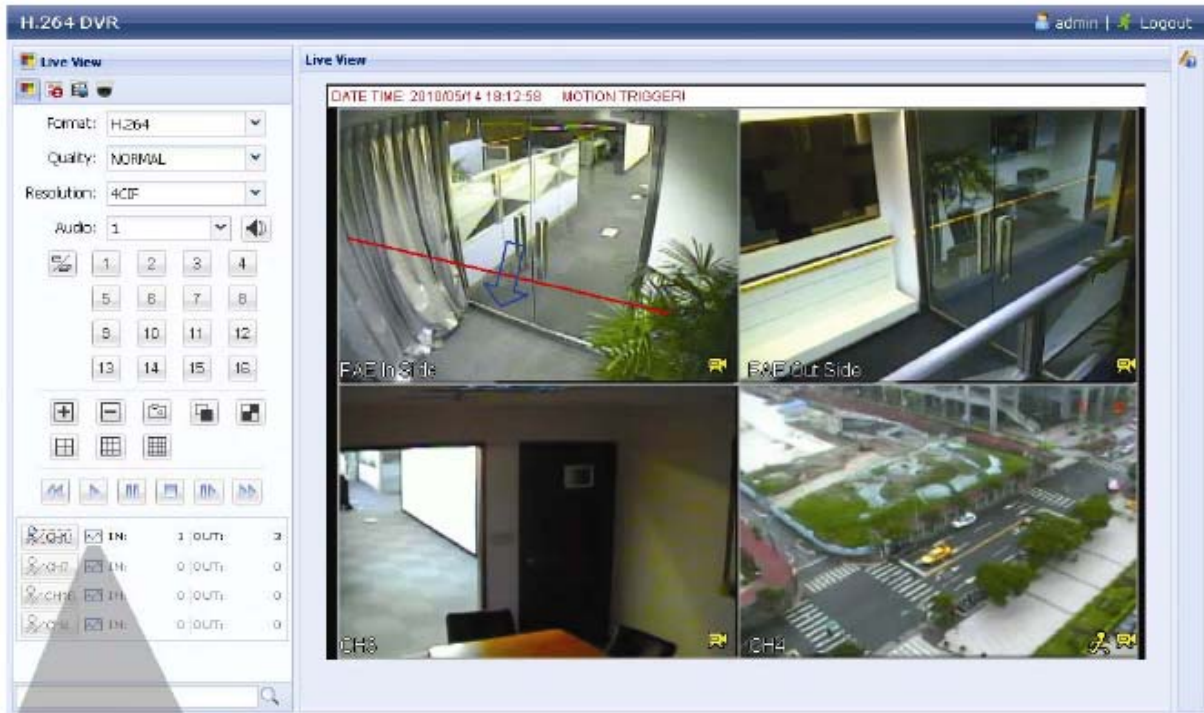 H.264 DVR
admin | Logout
Live View
Format: H.264
Quality: NORMAL
Resolution: 4CIF
Audio: 1
1 2 3 4
5 6 7 8
9 10 11 12
13 14 15 16
IN: 1 OUT:
IN: 0 OUT: 0
IN: 0 OUT: 0
IN: 0 OUT: 0
Live View
DATE TIME: 2010/05/14 18:12:58 MOTION TRIGGER!
FAE In Side
FAE Out Side
CH3
CH4